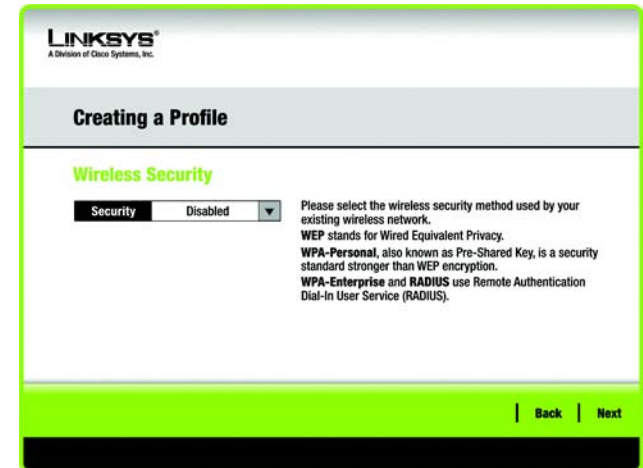 LINKSYS®
A Division of Cisco Systems, Inc.
Creating a Profile
Wireless Security
Security Disabled
Please select the wireless security method used by your
existing wireless network.
WEP stands for Wired Equivalent Privacy.
WPA-Personal, also known as Pre-Shared Key, is a security
standard stronger than WEP encryption.
WPA-Enterprise and RADIUS use Remote Authentication
Dial-In User Service (RADIUS).
Back Next